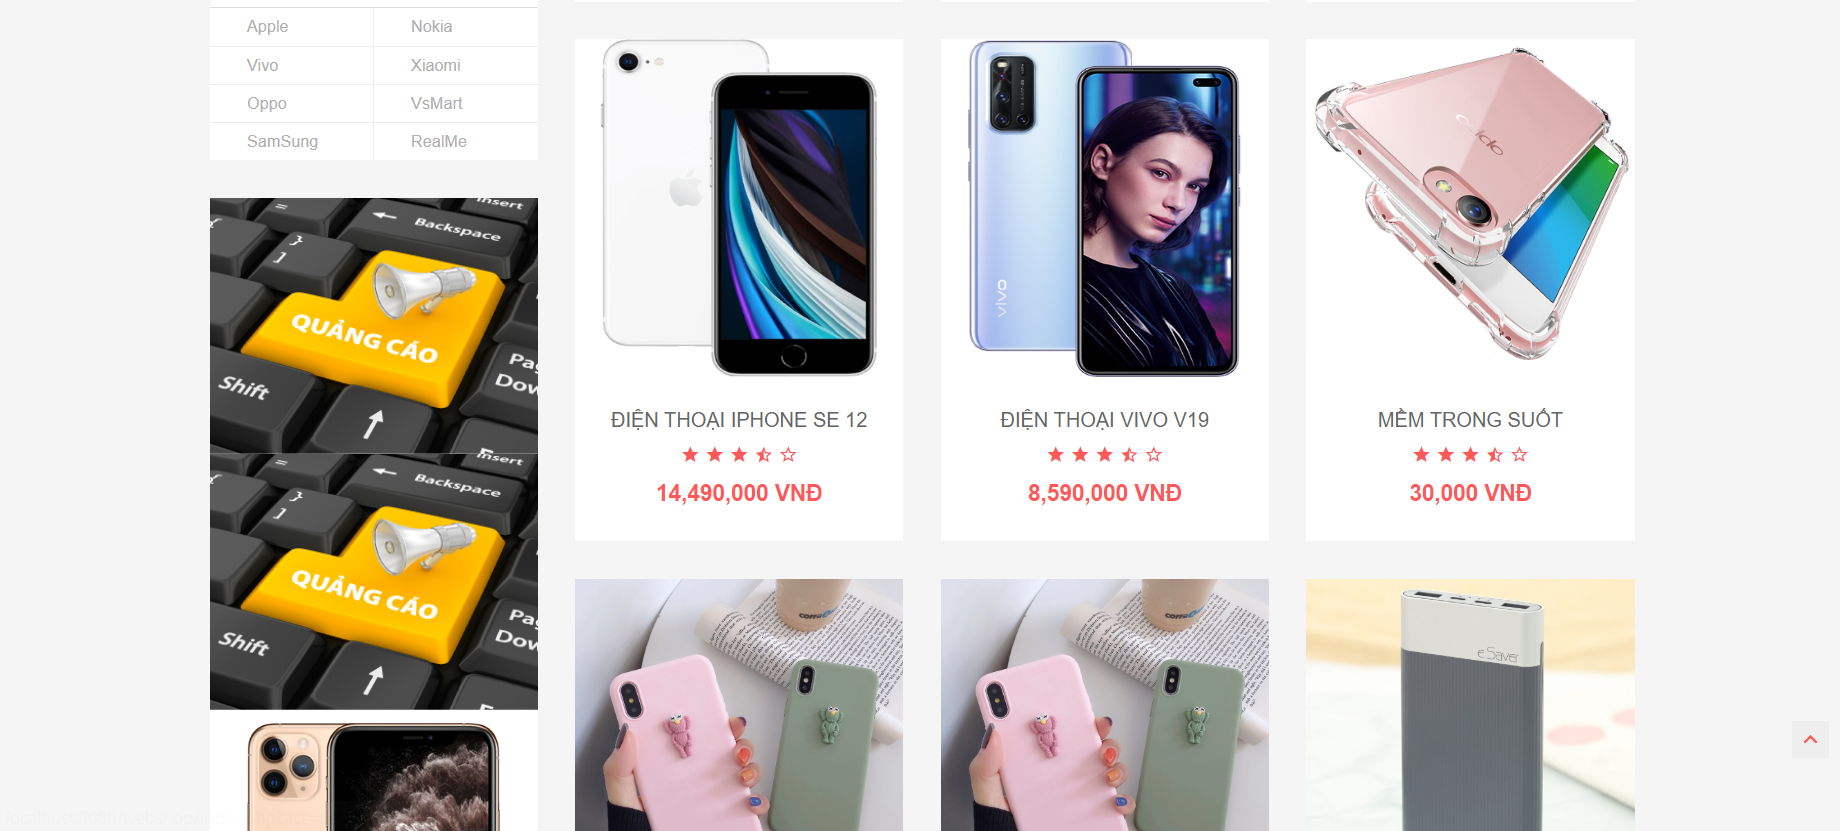 Apple
Nokia
Vivo
Xiaomi
Oppo
VsMart
SamSung
RealMe
Insert
Backspace
QUẢNG CÁO
Shift
Insert
Backspace
QUẢNG CÁO
Shift
vivo
ĐIỆN THOẠI IPHONE SE 12
14,490,000 VNĐ
ĐIỆN THOẠI VIVO V19
8,590,000 VNĐ
MỀM TRONG SUỐT
30,000 VNĐ
eSaver